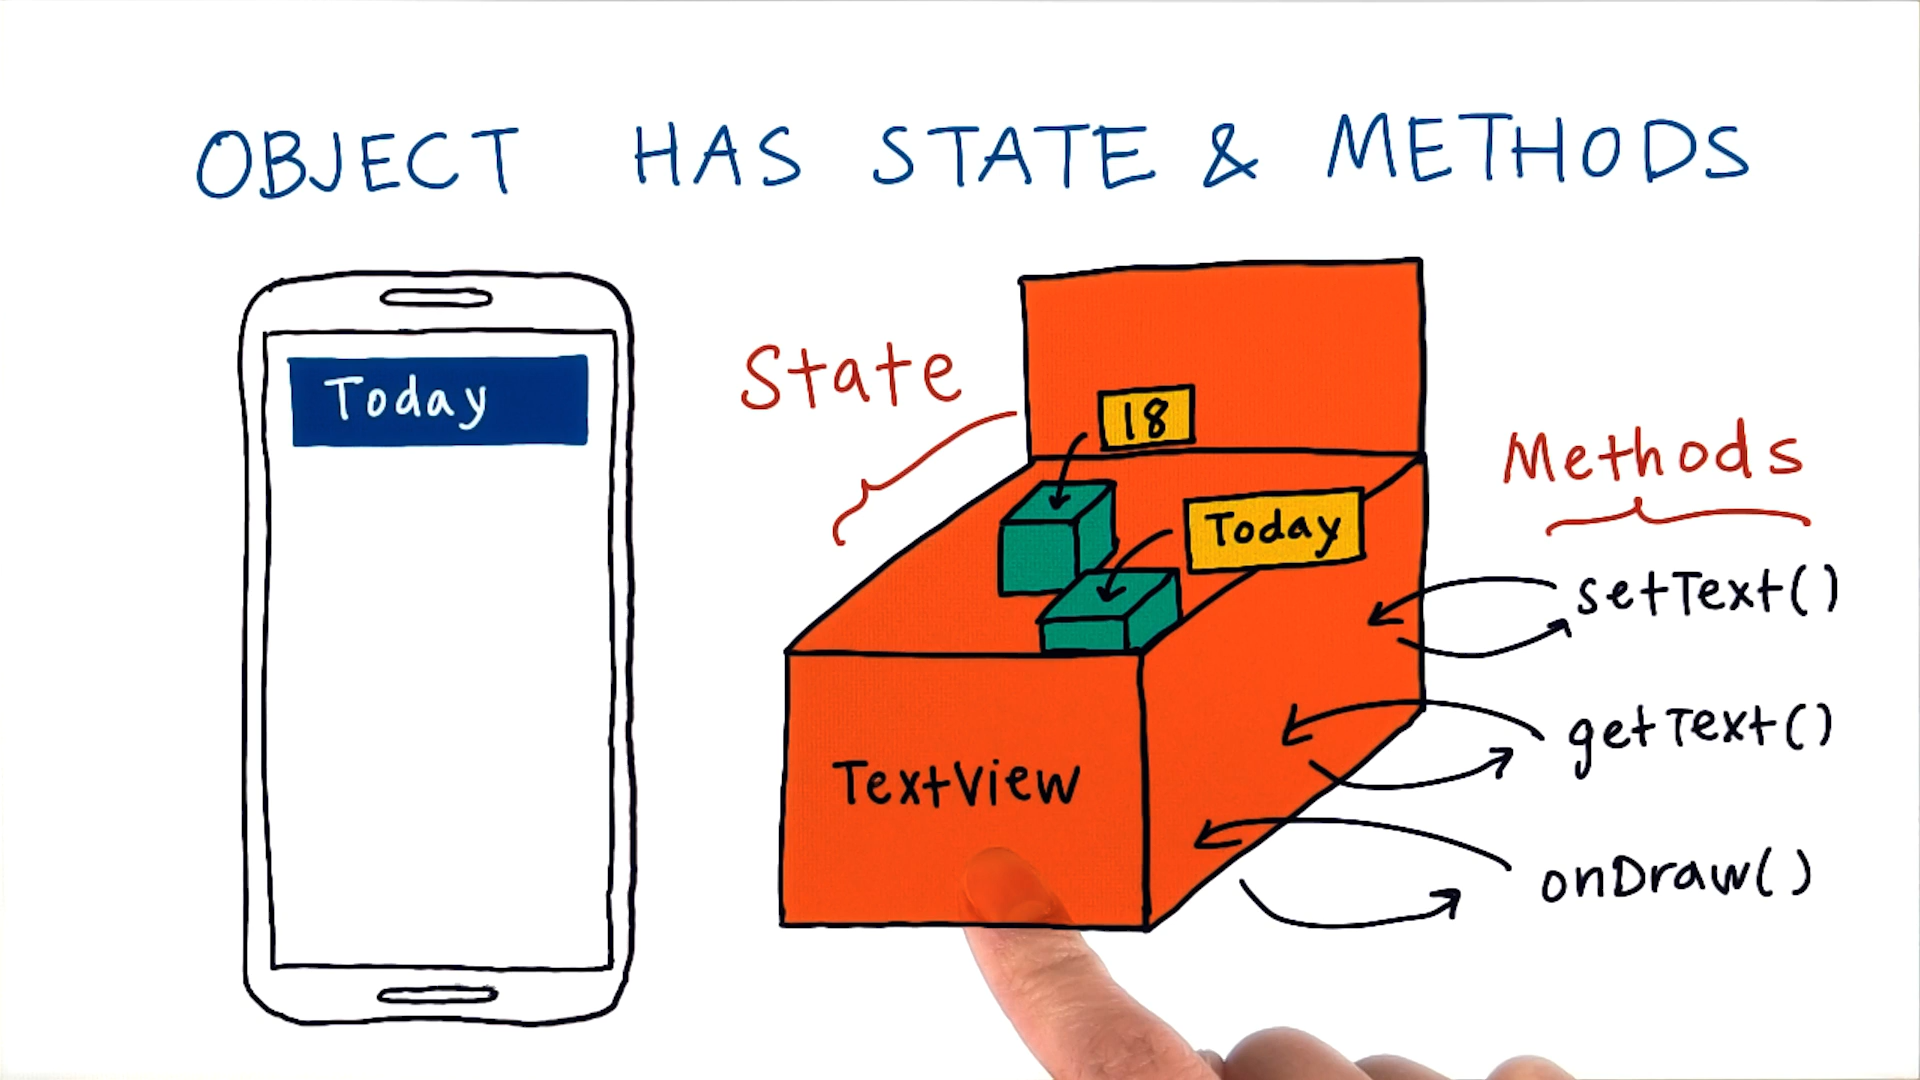 OBJECT HAS STATE & METHODS
Today
State
18
Today
Methods
setText()
getText()
onDraw()
TextView